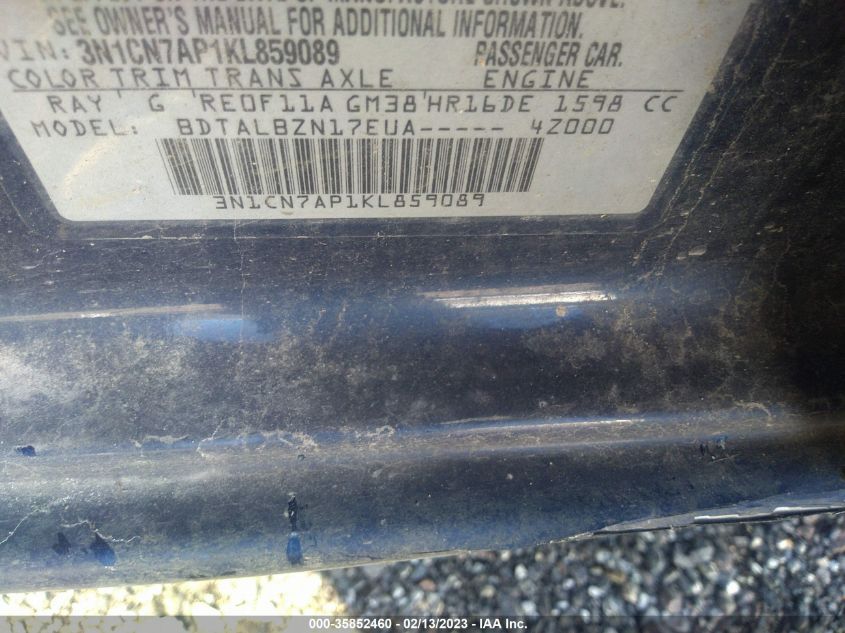 SEE OWNER'S MANUAL FOR ADDITIONAL INFORMATION.
VIN: 3N1CN7AP1KL859089 PASSENGER CAR.
COLOR TRIM TRANS AXLE ENGINE
RAY G RE0F11A GM38 HR16DE 1598 CC
MODEL: BDTALBZN17EUA----- 4Z000
3N1CN7AP1KL859089
000-35852460 - 02/13/2023 - IAA Inc.